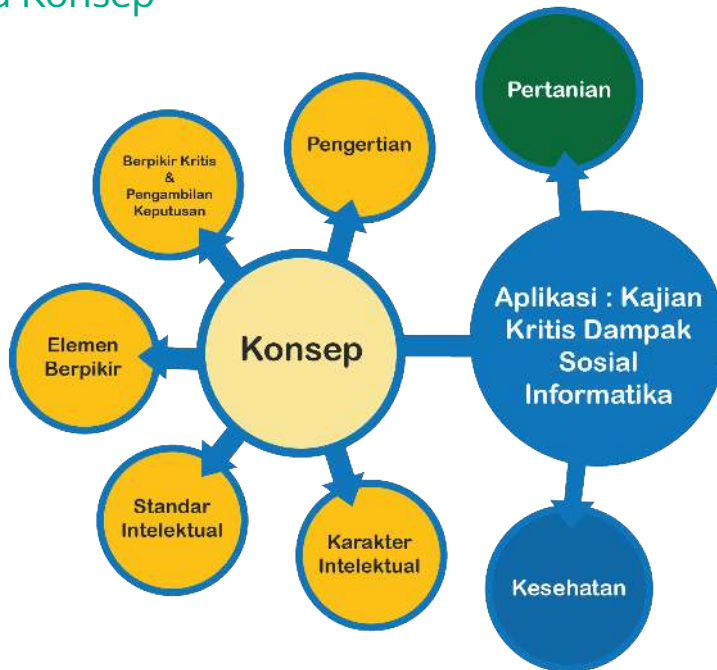 Konsep
Pertanian
Pengertian
Berpikir Kritis
&
Pengambilan
Keputusan
Aplikasi : Kajian
Kritis Dampak
Sosial
Informatika
Konsep
Elemen
Berpikir
Standar
Intelektual
Karakter
Intelektual
Kesehatan